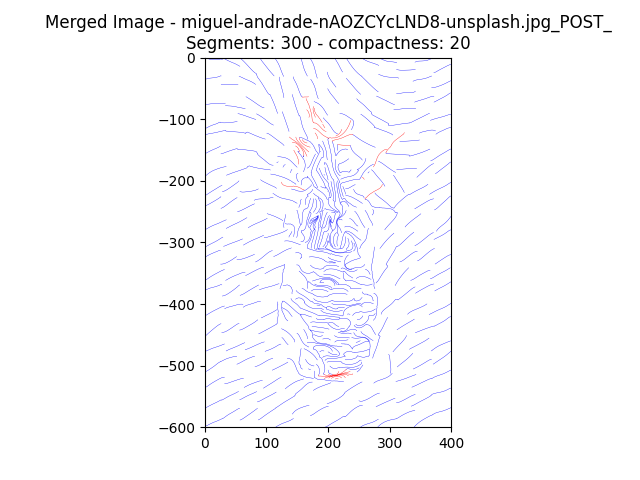 Merged Image - miguel-andrade-nAOZCYcLND8-unsplash.jpg_POST_
Segments: 300 - compactness: 20
0
−100
−200
−300
−400
−500
−600
0 100 200 300 400